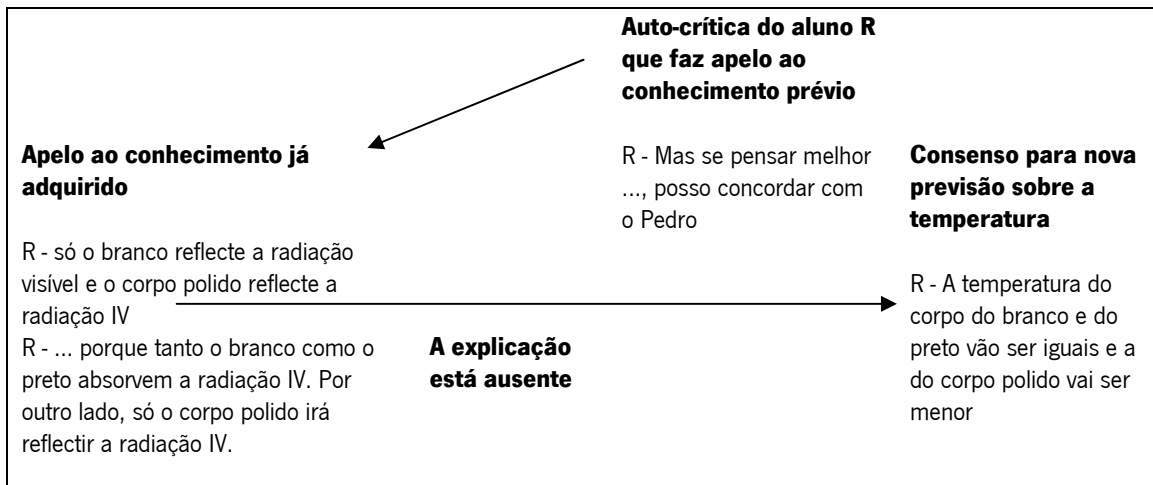 Auto-crítica do aluno R
que faz apelo ao
conhecimento prévio
R - Mas se pensar melhor
..., posso concordar com
o Pedro
Apelo ao conhecimento já
adquirido
R - só o branco reflecte a radiação
visível e o corpo polido reflecte a
radiação IV
R - ... porque tanto o branco como o
preto absorvem a radiação IV. Por
outro lado, só o corpo polido irá
reflectir a radiação IV.
A explicação
está ausente
Consenso para nova
previsão sobre a
temperatura
R - A temperatura do
corpo do branco e do
preto vão ser iguais e a
do corpo polido vai ser
menor